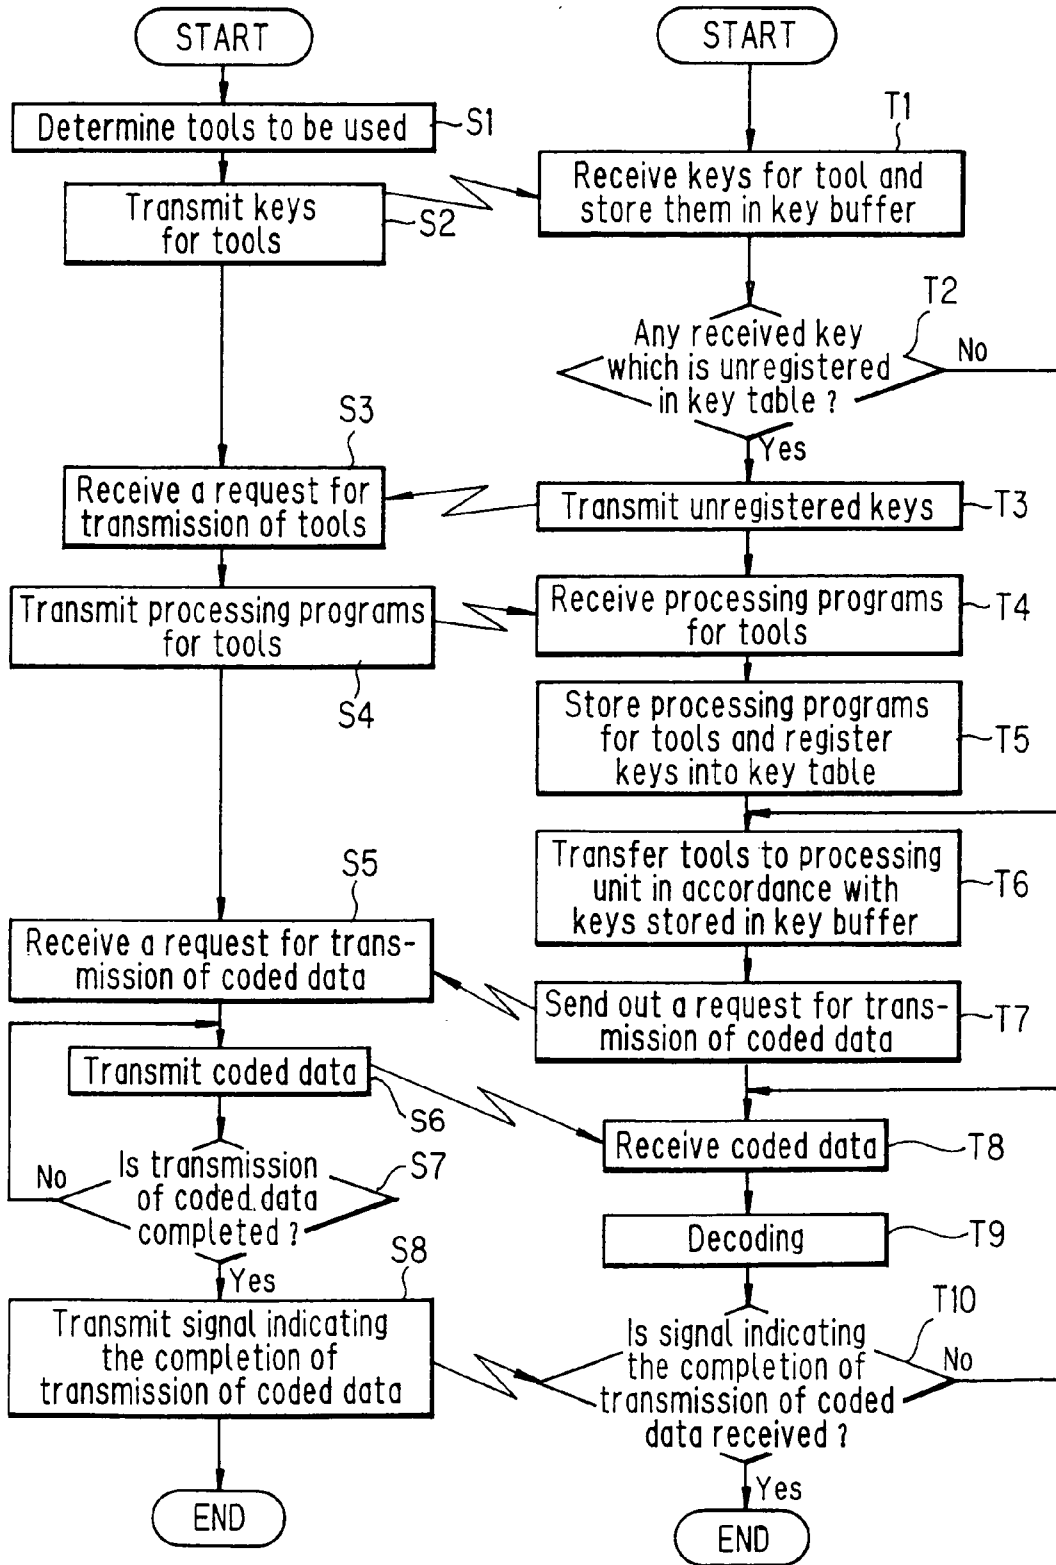 START
Determine tools to be used
S1
Transmit keys
for tools
S2
S3
Receive a request for
transmission of tools
Transmit processing programs
for tools
S4
S5
Receive a request for trans-
mission of coded data
Transmit coded data
S6
Is transmission
of coded data
completed ?
S7
No
Yes
S8
Transmit signal indicating
the completion of
transmission of coded data
END
START
T1
Receive keys for tool and
store them in key buffer
T2
Any received key
which is unregistered
in key table ?
No
Yes
Transmit unregistered keys
T3
Receive processing programs
for tools
T4
Store processing programs
for tools and register
keys into key table
T5
Transfer tools to processing
unit in accordance with
keys stored in key buffer
T6
Send out a request for trans-
mission of coded data
T7
Receive coded data
T8
Decoding
T9
T10
Is signal indicating
the completion of
transmission of coded
data received ?
No
Yes
END